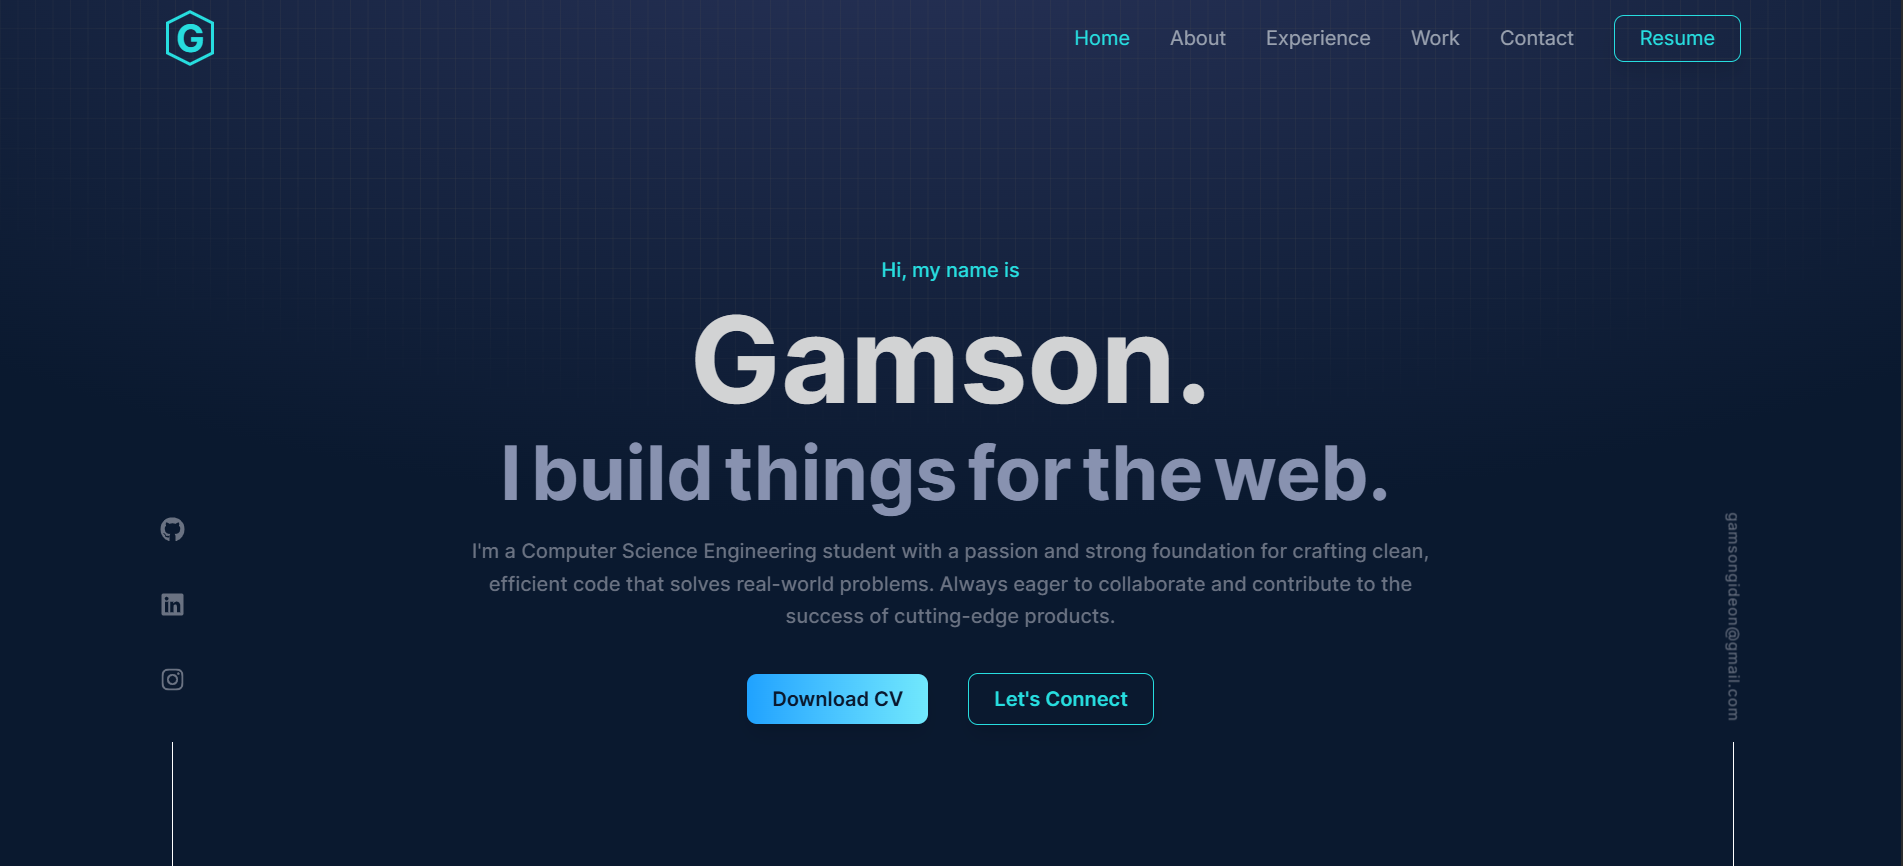 G
Home
About
Experience
Work
Contact
Resume
Hi, my name is
Gamson.
I build things for the web.
I'm a Computer Science Engineering student with a passion and strong foundation for crafting clean,
efficient code that solves real-world problems. Always eager to collaborate and contribute to the
success of cutting-edge products.
Download CV
Let's Connect
in
gamsongideon@gmail.com